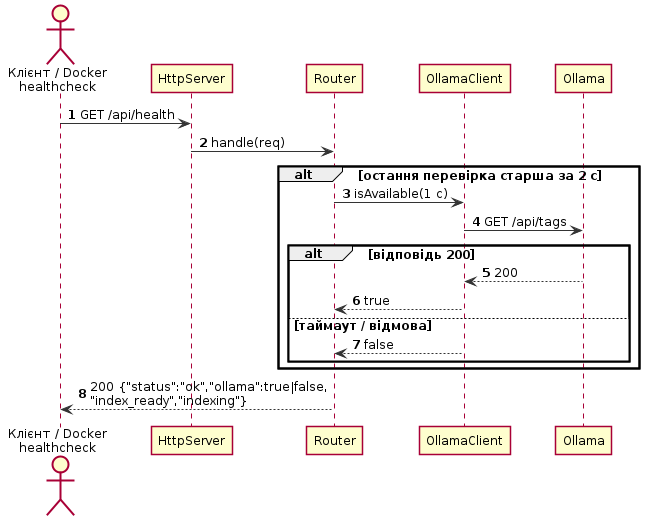 Клієнт / Docker
healthcheck
HttpServer
Router
OllamaClient
Ollama
1 GET /api/health
2 handle(req)
alt [остання перевірка старша за 2 с]
3 isAvailable(1 с)
4 GET /api/tags
alt [відповідь 200]
5 200
6 true
[таймаут / відмова]
7 false
8 200 {"status":"ok","ollama":true|false,
"index_ready","indexing"}
Клієнт / Docker
healthcheck
HttpServer
Router
OllamaClient
Ollama